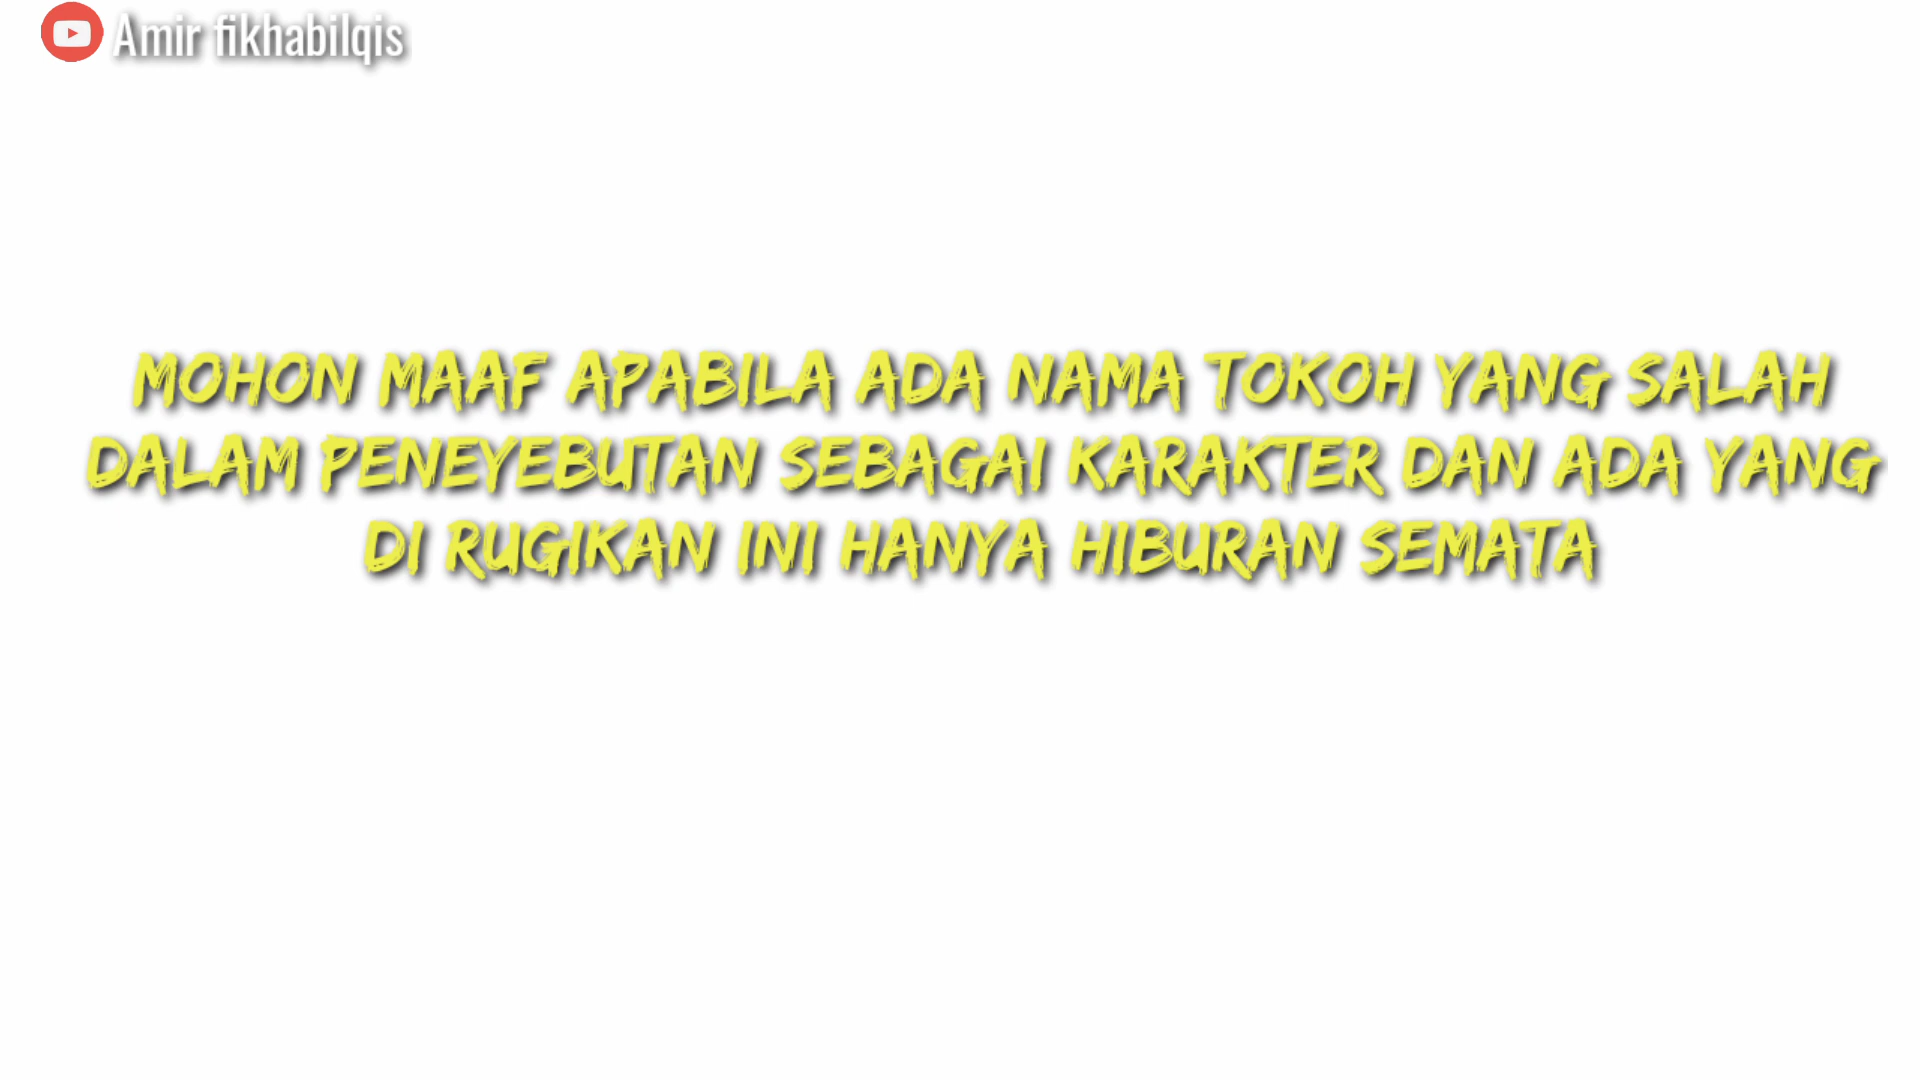 Amir fikhabilqis
MOHON MAAF APABILA ADA NAMA TOKOH YANG SALAH
DALAM PENEYEBUTAN SEBAGAI KARAKTER DAN ADA YANG
DI RUGIKAN INI HANYA HIBURAN SEMATA